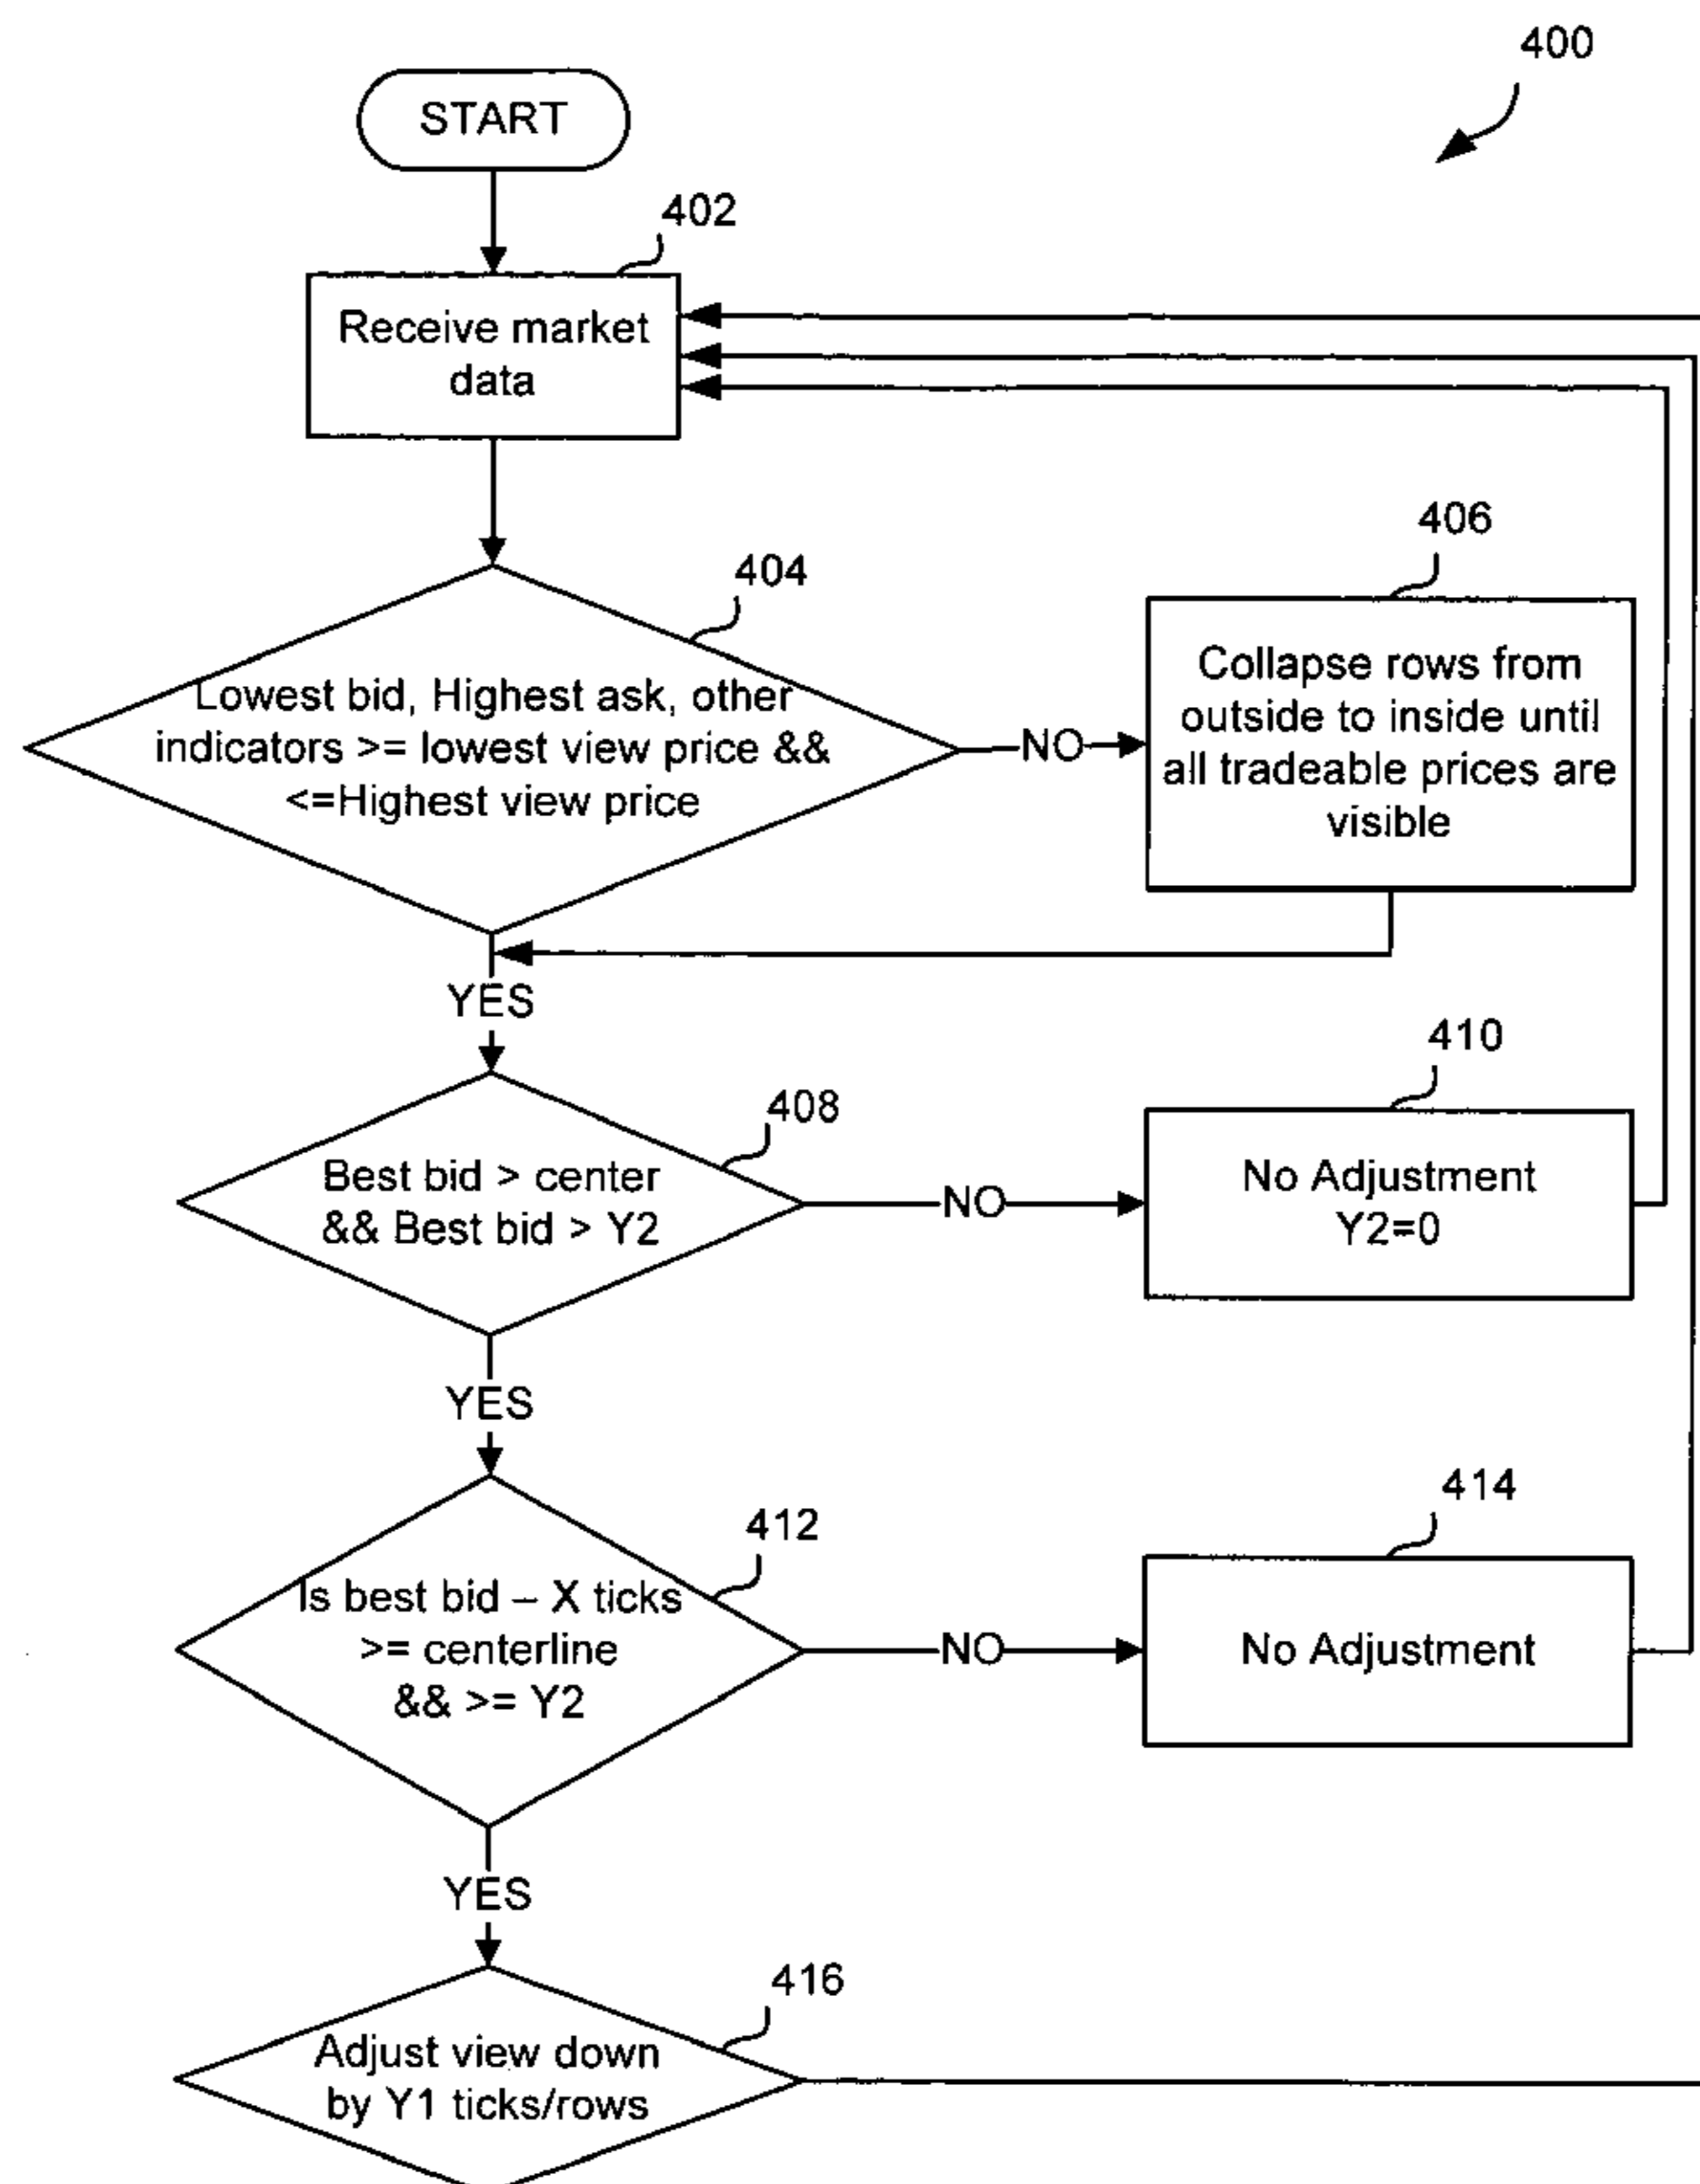 400
START
402
Receive market
data
404
Lowest bid, Highest ask, other
indicators >= lowest view price &&
<=Highest view price
NO
406
Collapse rows from
outside to inside until
all tradeable prices are
visible
YES
408
Best bid > center
&& Best bid > Y2
NO
410
No Adjustment
Y2=0
YES
412
Is best bid – X ticks
>= centerline
&& >= Y2
NO
414
No Adjustment
YES
416
Adjust view down
by Y1 ticks/rows